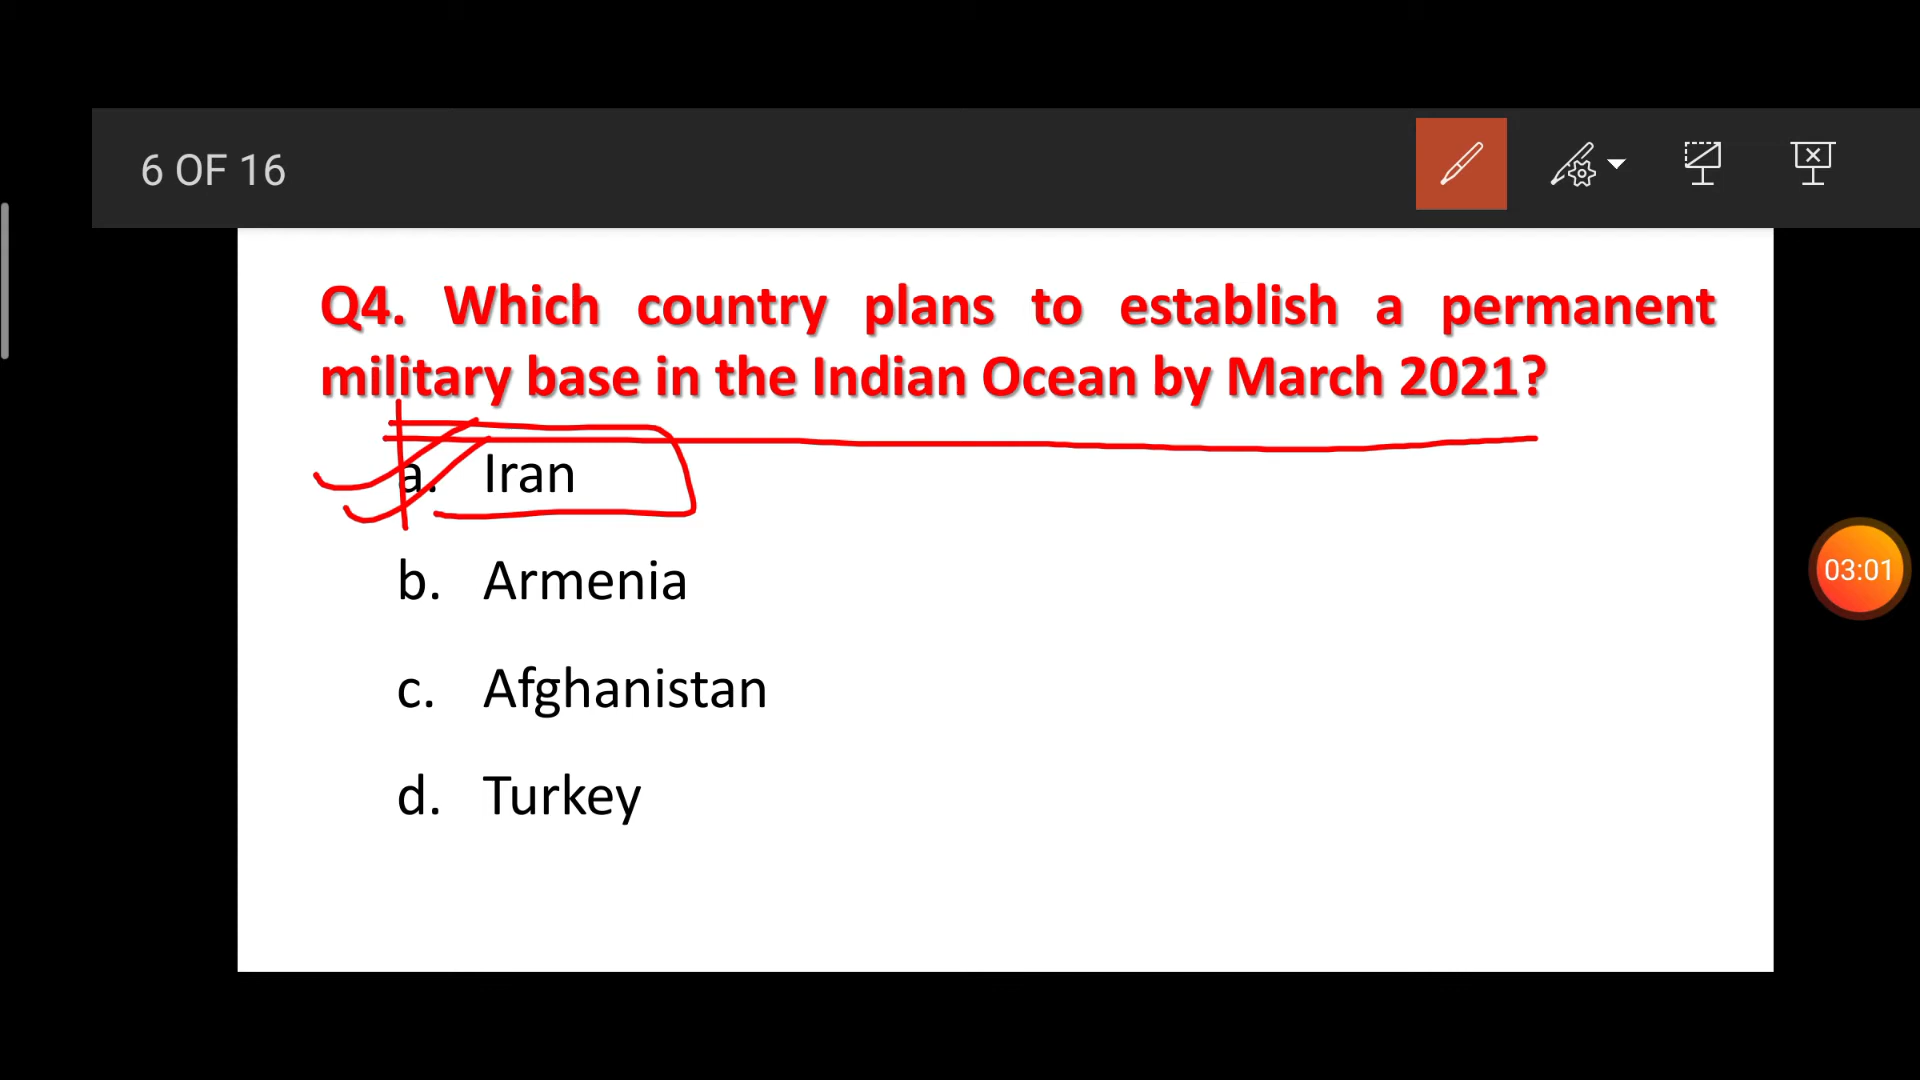 6 OF 16
Q4. Which country plans to establish a permanent
military base in the Indian Ocean by March 2021?
a. Iran
b. Armenia
c. Afghanistan
d. Turkey
03:01